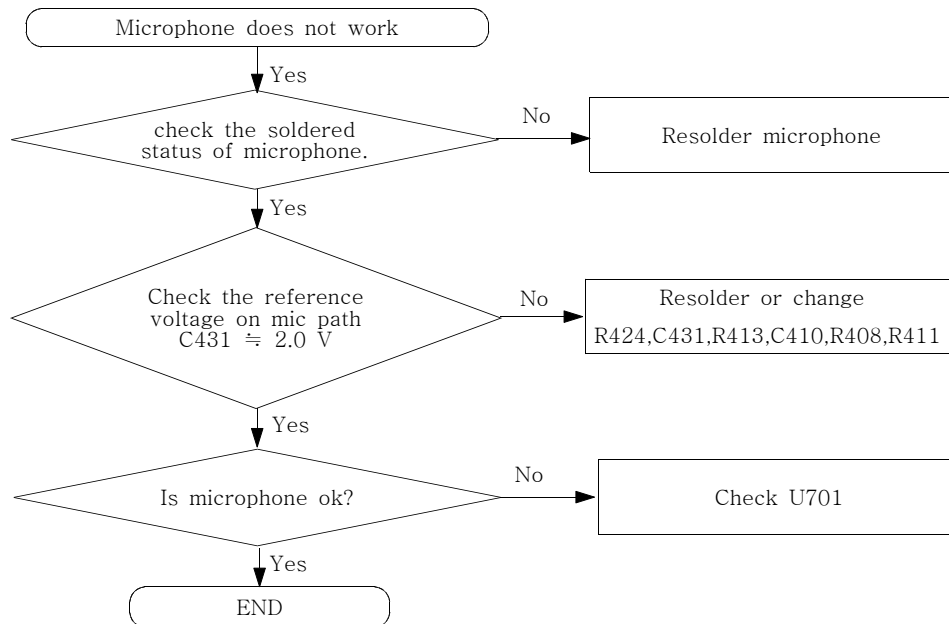 Microphone does not work
Yes
check the soldered
status of microphone.
No
Resolder microphone
Yes
Check the reference
voltage on mic path
C431 ≒ 2.0 V
No
Resolder or change
R424,C431,R413,C410,R408,R411
Yes
Is microphone ok?
No
Check U701
Yes
END